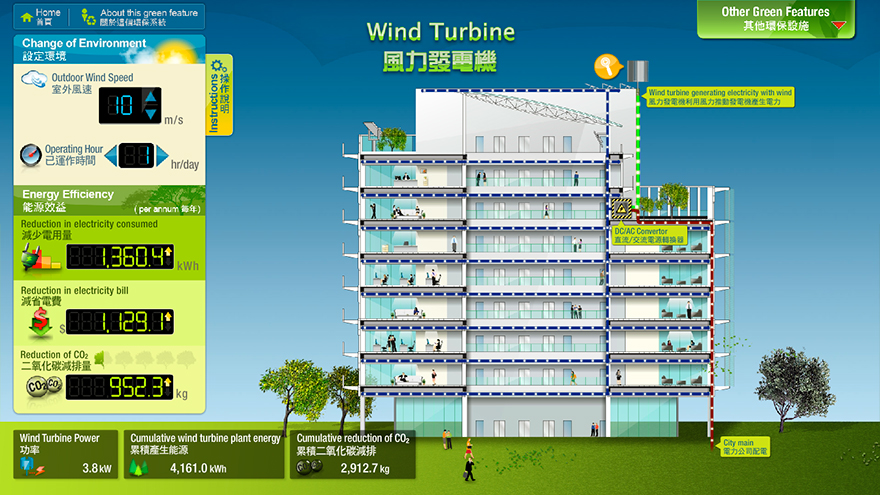 Home
首頁
About this green feature
關於這個環保系統
Wind Turbine
風力發電機
Other Green Features
其他環保設施
Change of Environment
設定環境
Outdoor Wind Speed
室外風速
10
m/s
Operating Hour
已運作時間
1
hr/day
Instructions
操作說明
Energy Efficiency
能源效益
( per annum 每年)
Reduction in electricity consumed
減少電用量
1,360.4
kWh
Reduction in electricity bill
減省電費
$ 1,129.1
Reduction of CO₂
二氧化碳減排量
CO₂ CO₂
952.3
kg
Wind turbine generating electricity with wind
風力發電機利用風力推動發電機產生電力
DC/AC Convertor
直流/交流電源轉換器
City main
電力公司配電
Wind Turbine Power
功率
3.8 kW
Cumulative wind turbine plant energy
累積產生能源
4,161.0 kWh
Cumulative reduction of CO₂
累積二氧化碳減排
2,912.7 kg